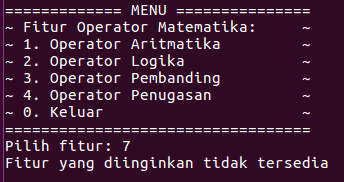 ============= MENU ===============
~ Fitur Operator Matematika:     ~
~ 1. Operator Aritmatika         ~
~ 2. Operator Logika             ~
~ 3. Operator Pembanding         ~
~ 4. Operator Penugasan          ~
~ 0. Keluar                      ~
==================================
Pilih fitur: 7
Fitur yang diinginkan tidak tersedia